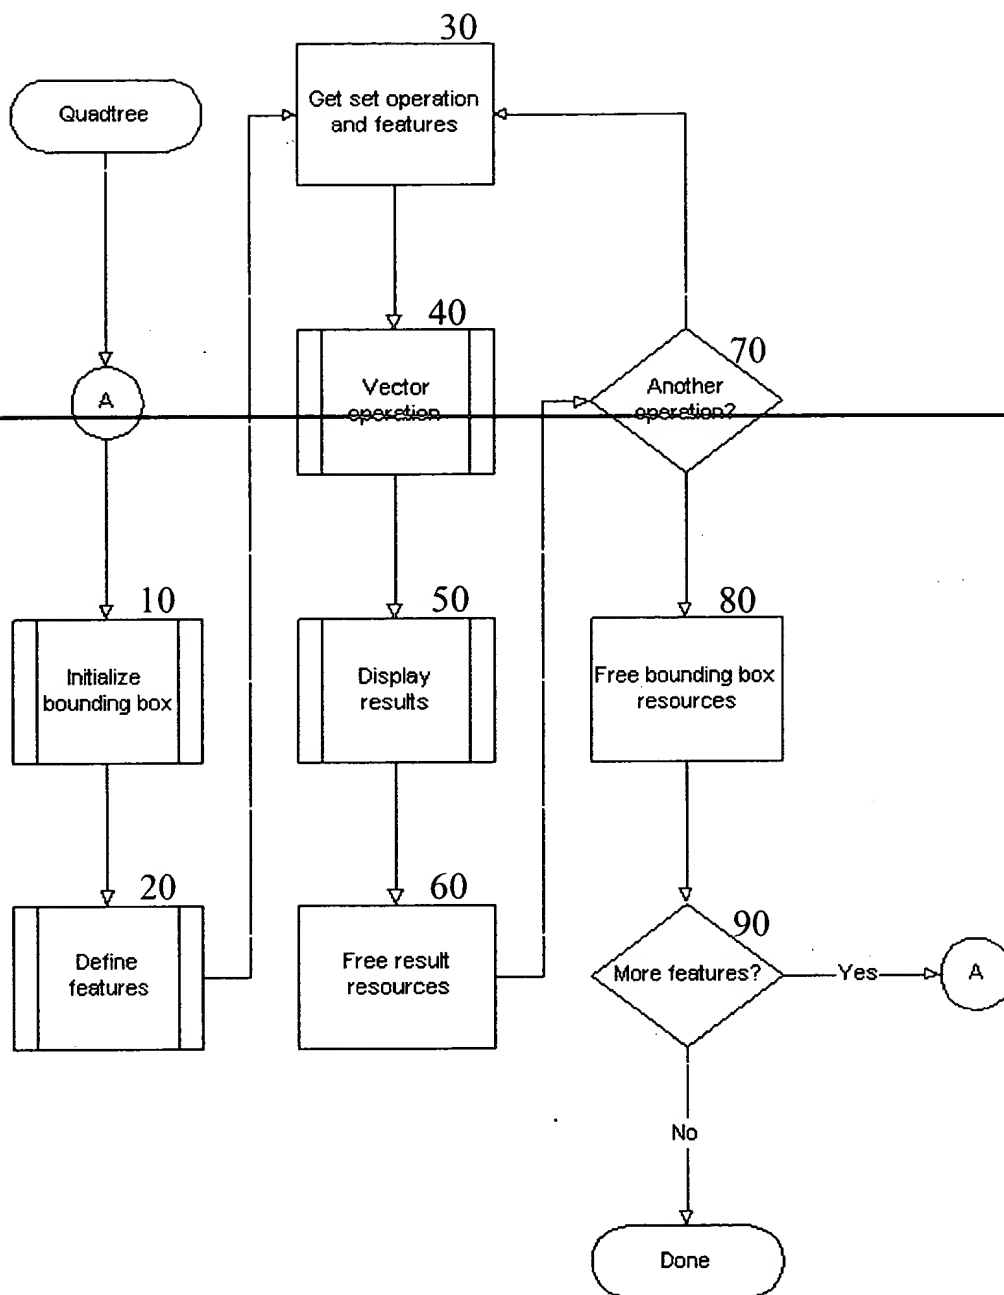 Quadtree
A
10
Initialize
bounding box
20
Define
features
30
Get set operation
and features
40
Vector
operation
50
Display
results
60
Free result
resources
70
Another
operation?
80
Free bounding box
resources
90
More features?
Yes
A
No
Done